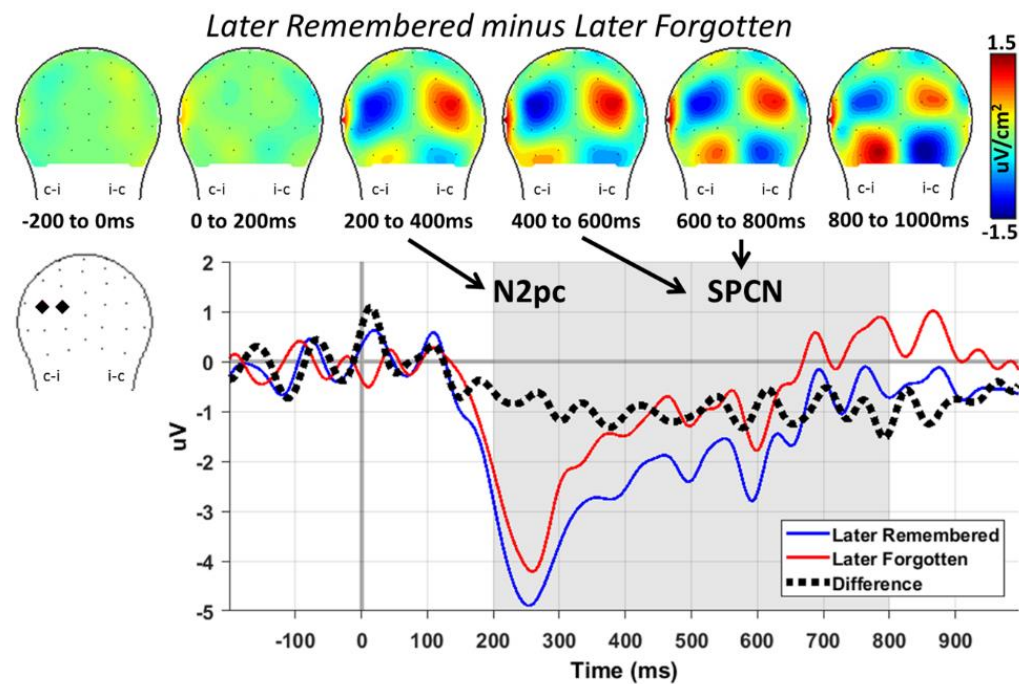 Later Remembered minus Later Forgotten
1.5
uV/cm²
-1.5
c-i i-c c-i i-c c-i i-c c-i i-c
-200 to 0ms 0 to 200ms 200 to 400ms 400 to 600ms 600 to 800ms 800 to 1000ms
c-i i-c
N2pc SPCN
2
1
0
-1
-2
-3
-4
-5
uV
Later Remembered
Later Forgotten
Difference
-100 0 100 200 300 400 500 600 700 800 900
Time (ms)